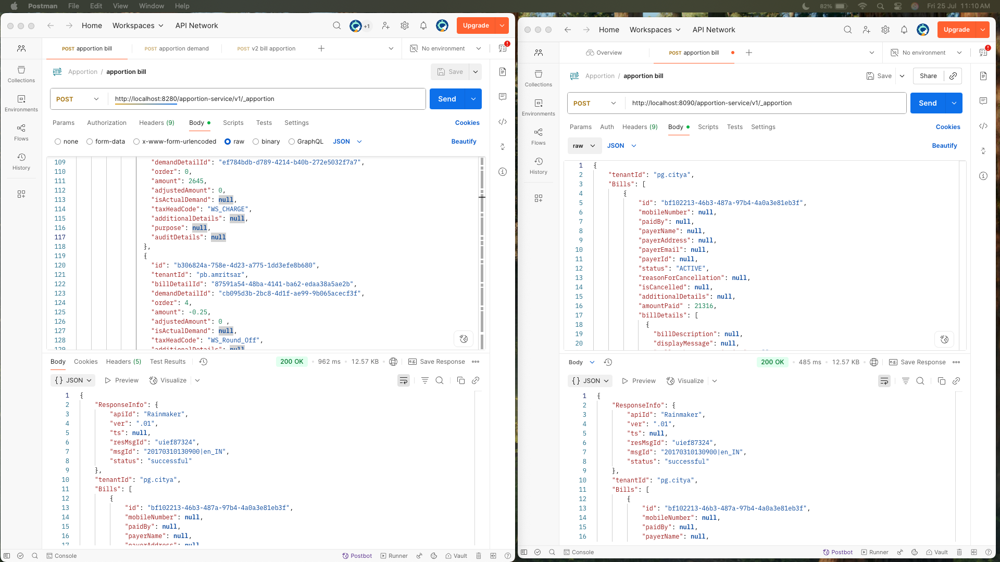 Postman File Edit View Window Help
82% Fri 25 Jul 11:10 AM
Home Workspaces API Network
+1
Upgrade
POST apportion bill
POST apportion demand
POST v2 bill apportion
No environment
Apportion / apportion bill
Save
POST
http://localhost:8280/apportion-service/v1/_apportion
Send
Params Authorization Headers (9) Body Scripts Tests Settings
Cookies
none form-data x-www-form-urlencoded raw binary GraphQL JSON
Beautify
Collections
Environments
Flows
History
109 "demandDetailId": "ef784bdb-d789-4214-b40b-272e5032f7a7",
110 "order": 0,
111 "amount": 2645,
112 "adjustedAmount": 0,
113 "isActualDemand": null,
114 "taxHeadCode": "WS_CHARGE",
115 "additionalDetails": null,
116 "purpose": null,
117 "auditDetails": null
118 },
119 {
120 "id": "b306824a-758e-4d23-a775-1dd3efe8b680",
121 "tenantId": "pb.amritsar",
122 "billDetailId": "87591a54-48ba-4141-ba62-edaa38a5ae2b",
123 "demandDetailId": "cb095d3b-2bc8-4d1f-ae99-9b065acecf3f",
124 "order": 4,
125 "amount": -0.25,
126 "adjustedAmount": 0 ,
127 "isActualDemand": null,
128 "taxHeadCode": "WS_Round_Off",
129 "additionalDetails": null
Body Cookies Headers (5) Test Results
200 OK 962 ms 12.57 KB Save Response
{} JSON Preview Visualize
1 {
2 "ResponseInfo": {
3 "apiId": "Rainmaker",
4 "ver": ".01",
5 "ts": null,
6 "resMsgId": "uief87324",
7 "msgId": "20170310130900|en_IN",
8 "status": "successful"
9 },
10 "tenantId": "pg.citya",
11 "Bills": [
12 {
13 "id": "bf102213-46b3-487a-97b4-4a0a3e81eb3f",
14 "mobileNumber": null,
15 "paidBy": null,
16 "payerName": null,
17 "payerAddress": null
Console Postbot Runner Vault
Home Workspaces API Network
Upgrade
Overview
POST apportion bill
No environment
Apportion / apportion bill
Save Share
POST
http://localhost:8090/apportion-service/v1/_apportion
Send
Params Auth Headers (9) Body Scripts Tests Settings
Cookies
raw JSON
Beautify
Collections
Environments
Flows
History
1 {
2 "tenantId": "pg.citya",
3 "Bills": [
4 {
5 "id": "bf102213-46b3-487a-97b4-4a0a3e81eb3f",
6 "mobileNumber": null,
7 "paidBy": null,
8 "payerName": null,
9 "payerAddress": null,
10 "payerEmail": null,
11 "payerId": null,
12 "status": "ACTIVE",
13 "reasonForCancellation": null,
14 "isCancelled": null,
15 "additionalDetails": null,
16 "amountPaid" : 21316,
17 "billDetails": [
18 {
19 "billDescription": null,
20 "displayMessage": null,
Body
200 OK 485 ms 12.57 KB Save Response
{} JSON Preview Visualize
1 {
2 "ResponseInfo": {
3 "apiId": "Rainmaker",
4 "ver": ".01",
5 "ts": null,
6 "resMsgId": "uief87324",
7 "msgId": "20170310130900|en_IN",
8 "status": "successful"
9 },
10 "tenantId": "pg.citya",
11 "Bills": [
12 {
13 "id": "bf102213-46b3-487a-97b4-4a0a3e81eb3f",
14 "mobileNumber": null,
15 "paidBy": null,
16 "payerName": null,
Console Postbot Runner Vault